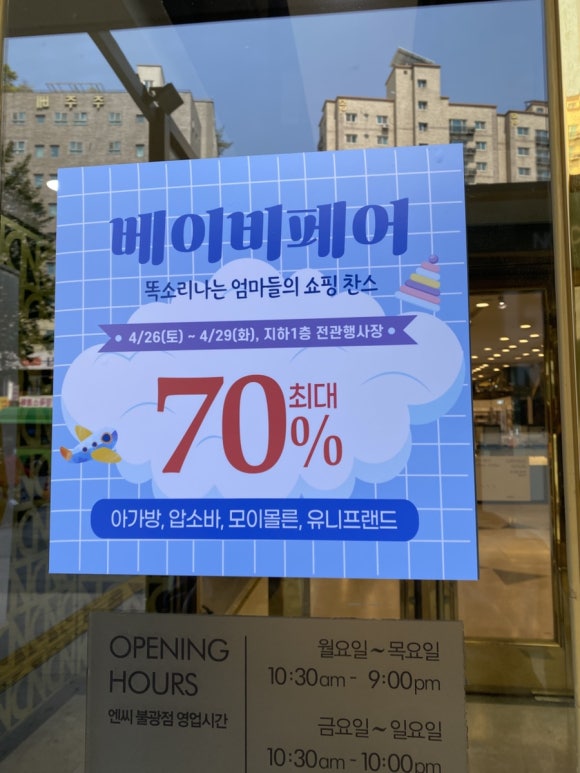 베이비페어
똑소리나는 엄마들의 쇼핑 찬스
4/26(토) ~ 4/29(화), 지하1층 전관행사장
최대
70%
아가방, 압소바, 모이몰른, 유니프랜드
OPENING
HOURS
엔씨 불광점 영업시간
월요일~목요일
10:30am - 9:00pm
금요일~일요일
10:30am - 10:00pm